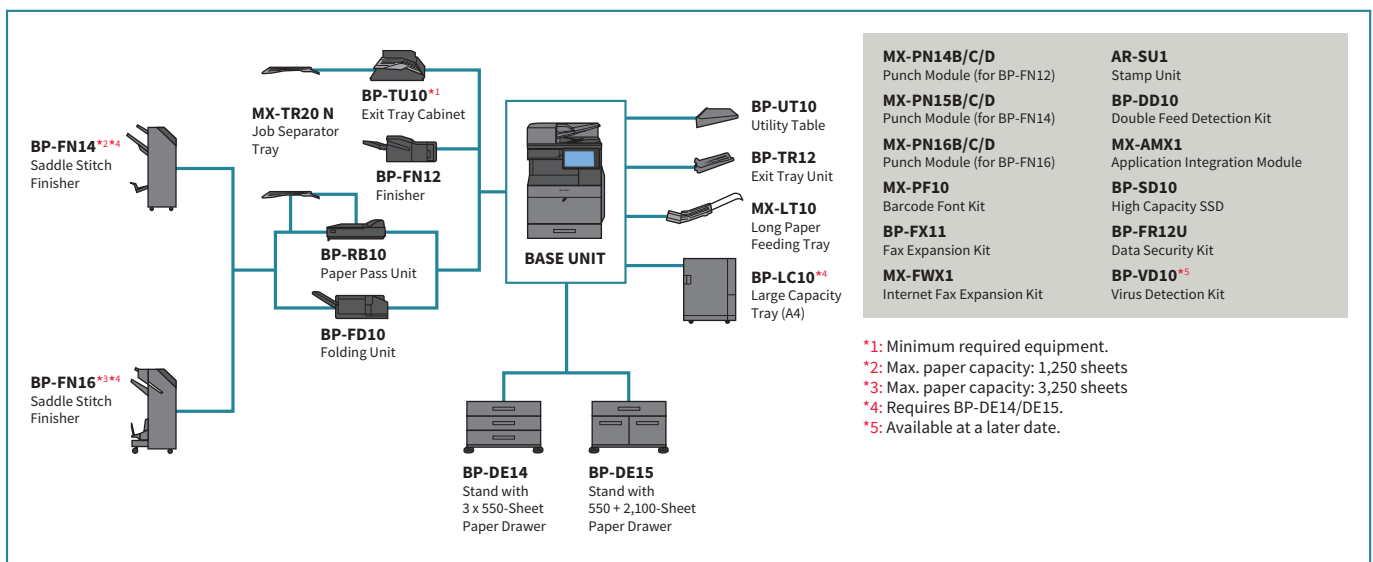 MX-TR20 N
Job Separator
Tray
BP-TU10*1
Exit Tray Cabinet
BP-FN12
Finisher
BP-FN14*2*4
Saddle Stitch
Finisher
BP-RB10
Paper Pass Unit
BP-FD10
Folding Unit
BP-FN16*3*4
Saddle Stitch
Finisher
BASE UNIT
BP-UT10
Utility Table
BP-TR12
Exit Tray Unit
MX-LT10
Long Paper
Feeding Tray
BP-LC10*4
Large Capacity
Tray (A4)
BP-DE14
Stand with
3 x 550-Sheet
Paper Drawer
BP-DE15
Stand with
550 + 2,100-Sheet
Paper Drawer
MX-PN14B/C/D
Punch Module (for BP-FN12)
MX-PN15B/C/D
Punch Module (for BP-FN14)
MX-PN16B/C/D
Punch Module (for BP-FN16)
MX-PF10
Barcode Font Kit
BP-FX11
Fax Expansion Kit
MX-FWX1
Internet Fax Expansion Kit
AR-SU1
Stamp Unit
BP-DD10
Double Feed Detection Kit
MX-AMX1
Application Integration Module
BP-SD10
High Capacity SSD
BP-FR12U
Data Security Kit
BP-VD10*5
Virus Detection Kit
*1: Minimum required equipment.
*2: Max. paper capacity: 1,250 sheets
*3: Max. paper capacity: 3,250 sheets
*4: Requires BP-DE14/DE15.
*5: Available at a later date.